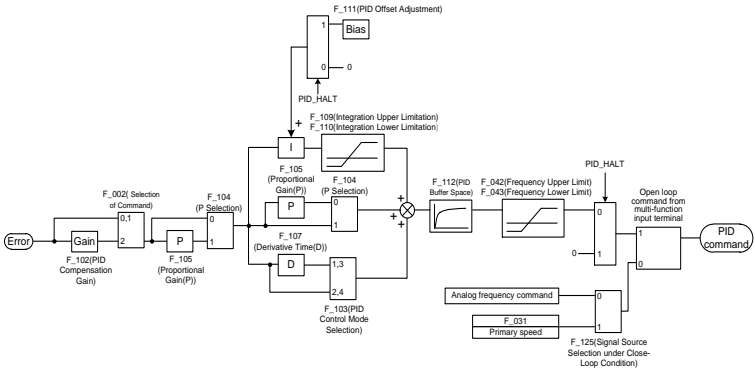 F_111(PID Offset Adjustment)
1
Bias
0
0
PID_HALT
+
F_109(Integration Upper Limitation)
F_110(Integration Lower Limitation)
I
F_105
(Proportional
Gain(P))
F_104
(P Selection)
F_002( Selection
of Command)
F_104
(P Selection)
Error
0,1
Gain
2
F_102(PID
Compensation
Gain)
P
F_105
(Proportional
Gain(P))
0
1
P
0
1
F_107
(Derivative Time(D))
D
1,3
2,4
F_103(PID
Control Mode
Selection)
+
+
+
F_112(PID
Buffer Space)
F_042(Frequency Upper Limit)
F_043(Frequency Lower Limit)
PID_HALT
0
0
1
Open loop
command from
multi-function
input terminal
1
0
PID
command
Analog frequency command
0
F_031
Primary speed
1
F_125(Signal Source
Selection under Close-
Loop Condition)